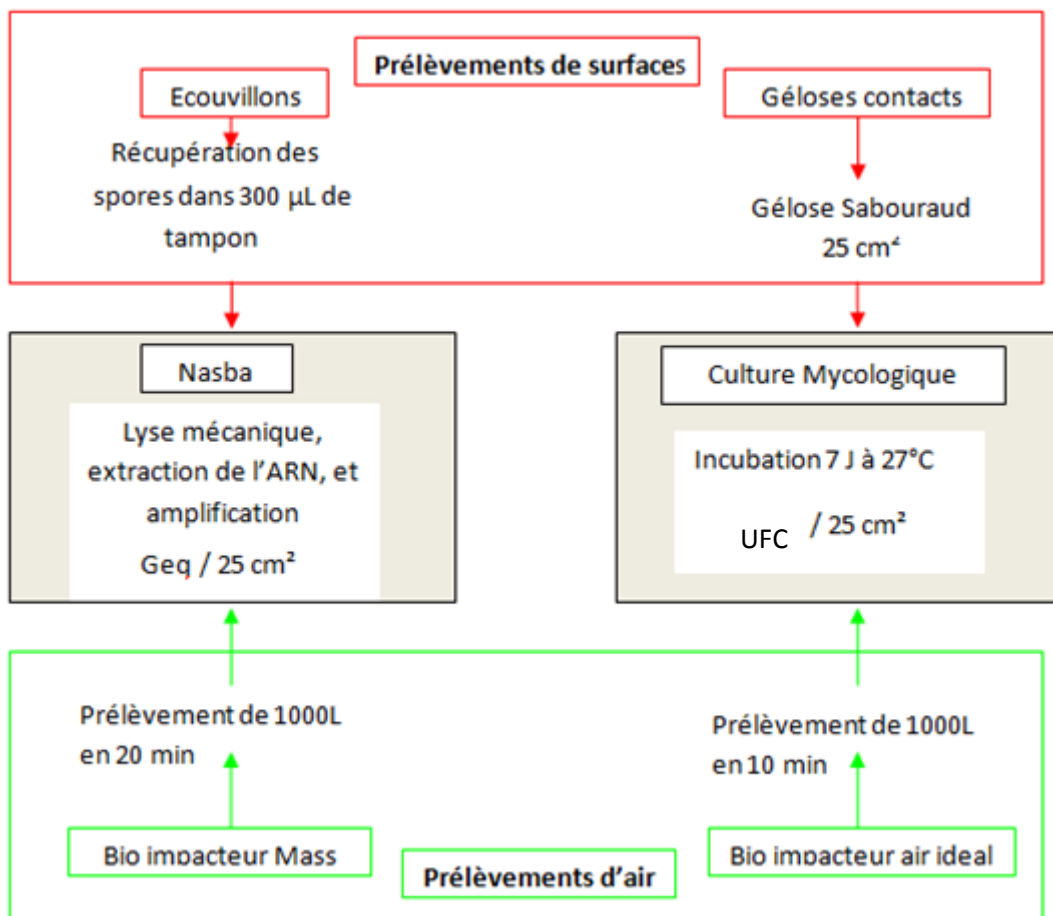 Prélèvements de surfaces
Ecouvillons
Récupération des
spores dans 300 µL de
tampon
Géloses contacts
Gélose Sabouraud
25 cm²
Nasba
Lyse mécanique,
extraction de l'ARN, et
amplification
Geq / 25 cm²
Culture Mycologique
Incubation 7 J à 27°C
UFC / 25 cm²
Prélèvement de 1000L
en 20 min
Bio impacteur Mass
Prélèvement de 1000L
en 10 min
Bio impacteur air ideal
Prélèvements d'air